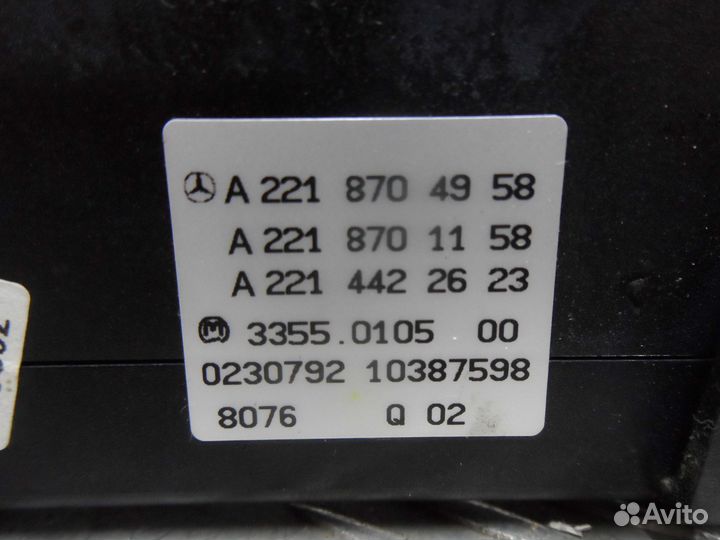 A 221 870 49 58
A 221 870 11 58
A 221 442 26 23
M 3355.0105 00
0230792 10387598
8076 Q 02
Avito